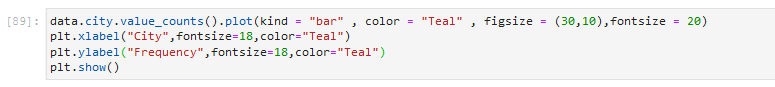 [89]: data.city.value_counts().plot(kind = "bar" , color = "Teal" , figsize = (30,10),fontsize = 20)
plt.xlabel("City",fontsize=18,color="Teal")
plt.ylabel("Frequency",fontsize=18,color="Teal")
plt.show()